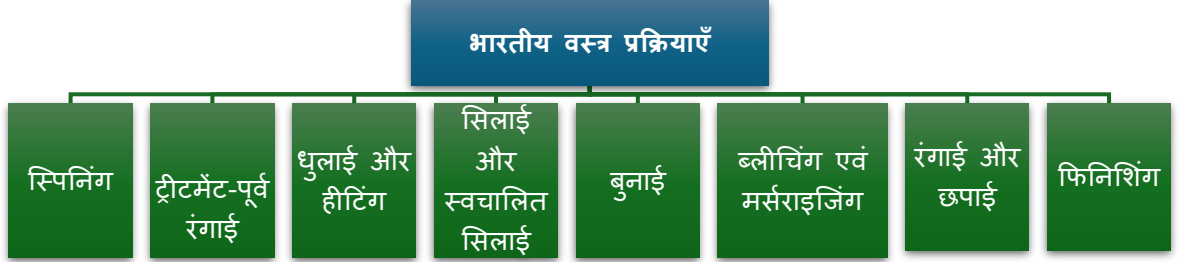 भारतीय वस्त्र प्रक्रियाएँ
स्पिनिंग
ट्रीटमेंट-पूर्व
रंगाई
धुलाई और
हीटिंग
सिलाई
और
स्वचालित
सिलाई
बुनाई
ब्लीचिंग एवं
मर्सराइजिंग
रंगाई और
छपाई
फिनिशिंग